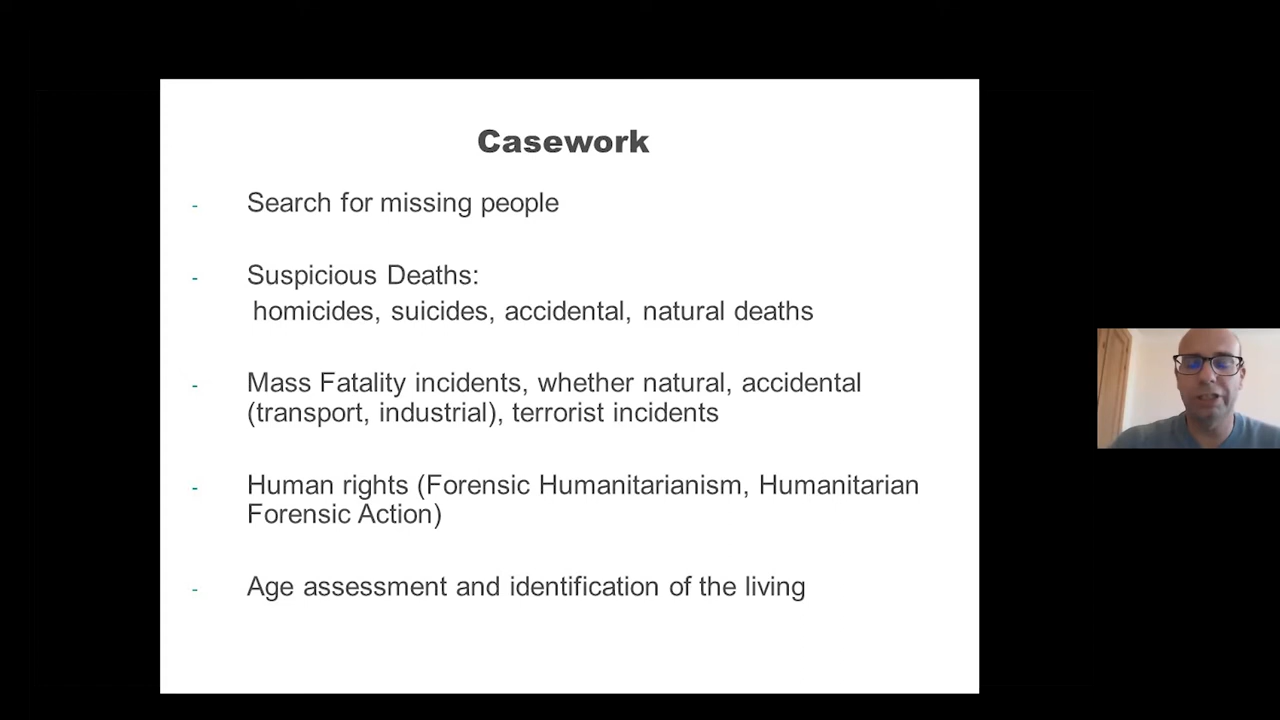 Casework
- Search for missing people
- Suspicious Deaths:
homicides, suicides, accidental, natural deaths
- Mass Fatality incidents, whether natural, accidental
(transport, industrial), terrorist incidents
- Human rights (Forensic Humanitarianism, Humanitarian
Forensic Action)
- Age assessment and identification of the living